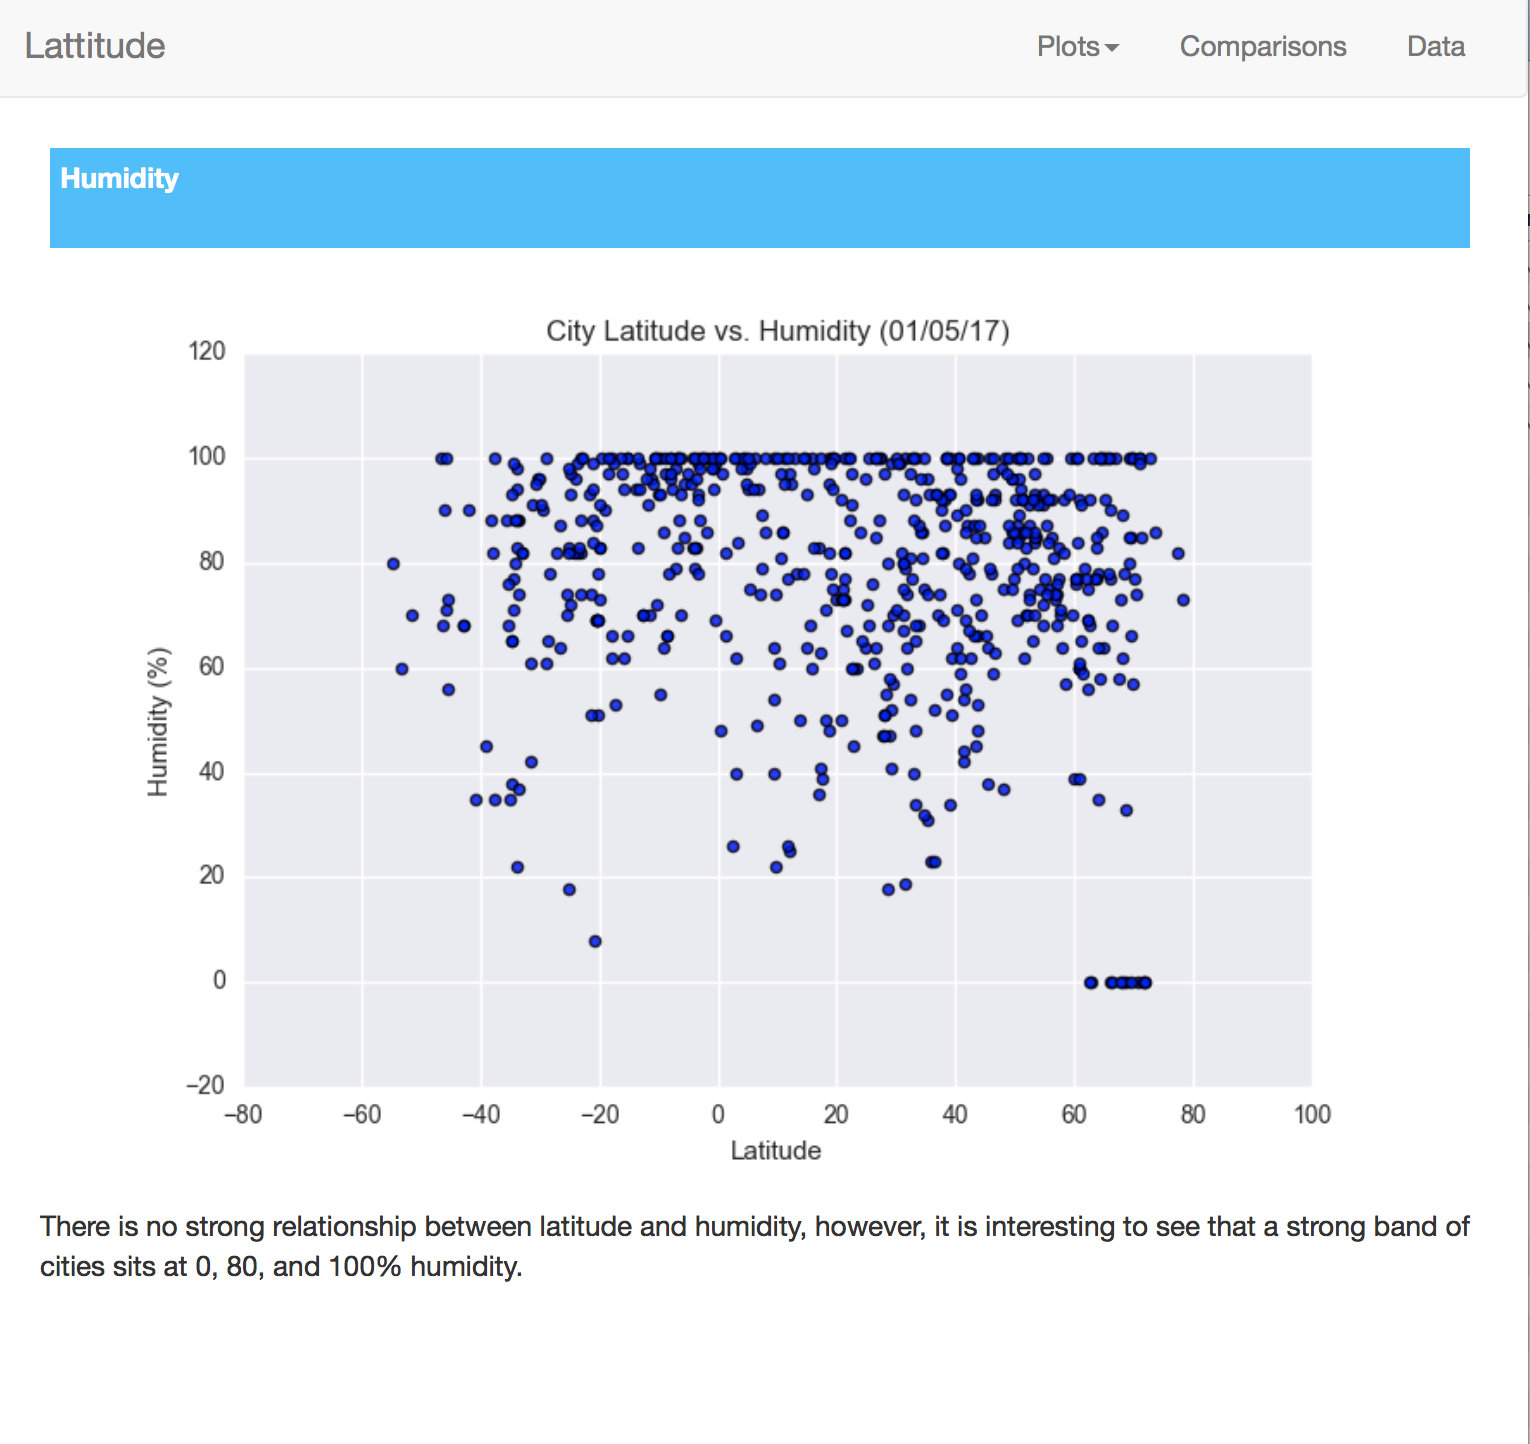 Lattitude
Plots Comparisons Data
Humidity
City Latitude vs. Humidity (01/05/17)
120
100
80
60
40
20
0
−20
Humidity (%)
−80 −60 −40 −20 0 20 40 60 80 100
Latitude
There is no strong relationship between latitude and humidity, however, it is interesting to see that a strong band of
cities sits at 0, 80, and 100% humidity.